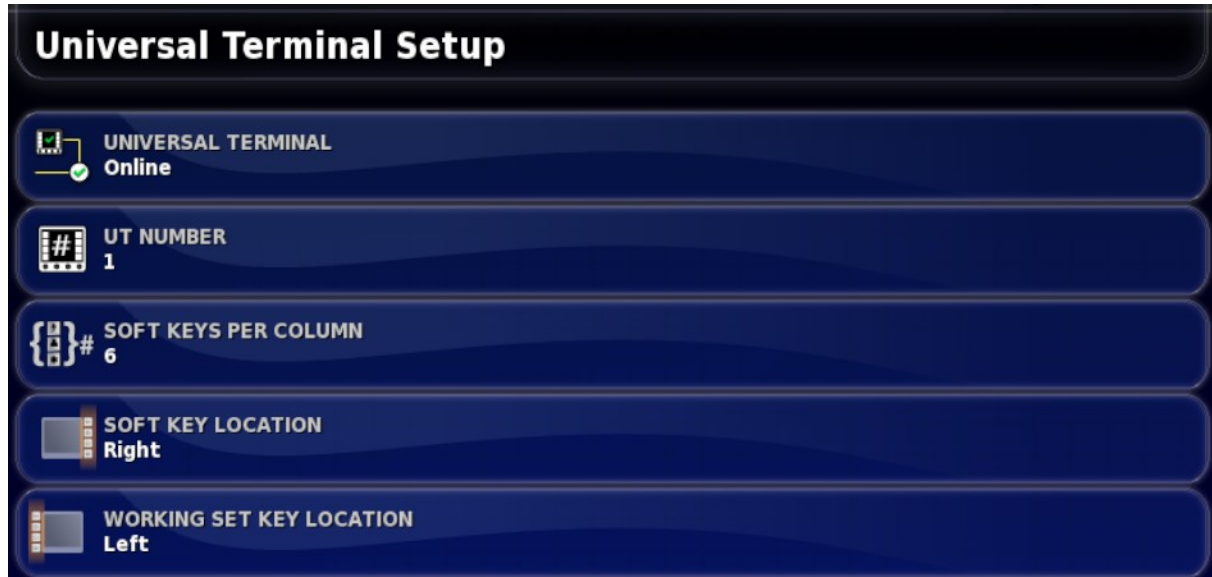 Universal Terminal Setup
UNIVERSAL TERMINAL
Online
#
UT NUMBER
1
{ }#
SOFT KEYS PER COLUMN
6
SOFT KEY LOCATION
Right
WORKING SET KEY LOCATION
Left